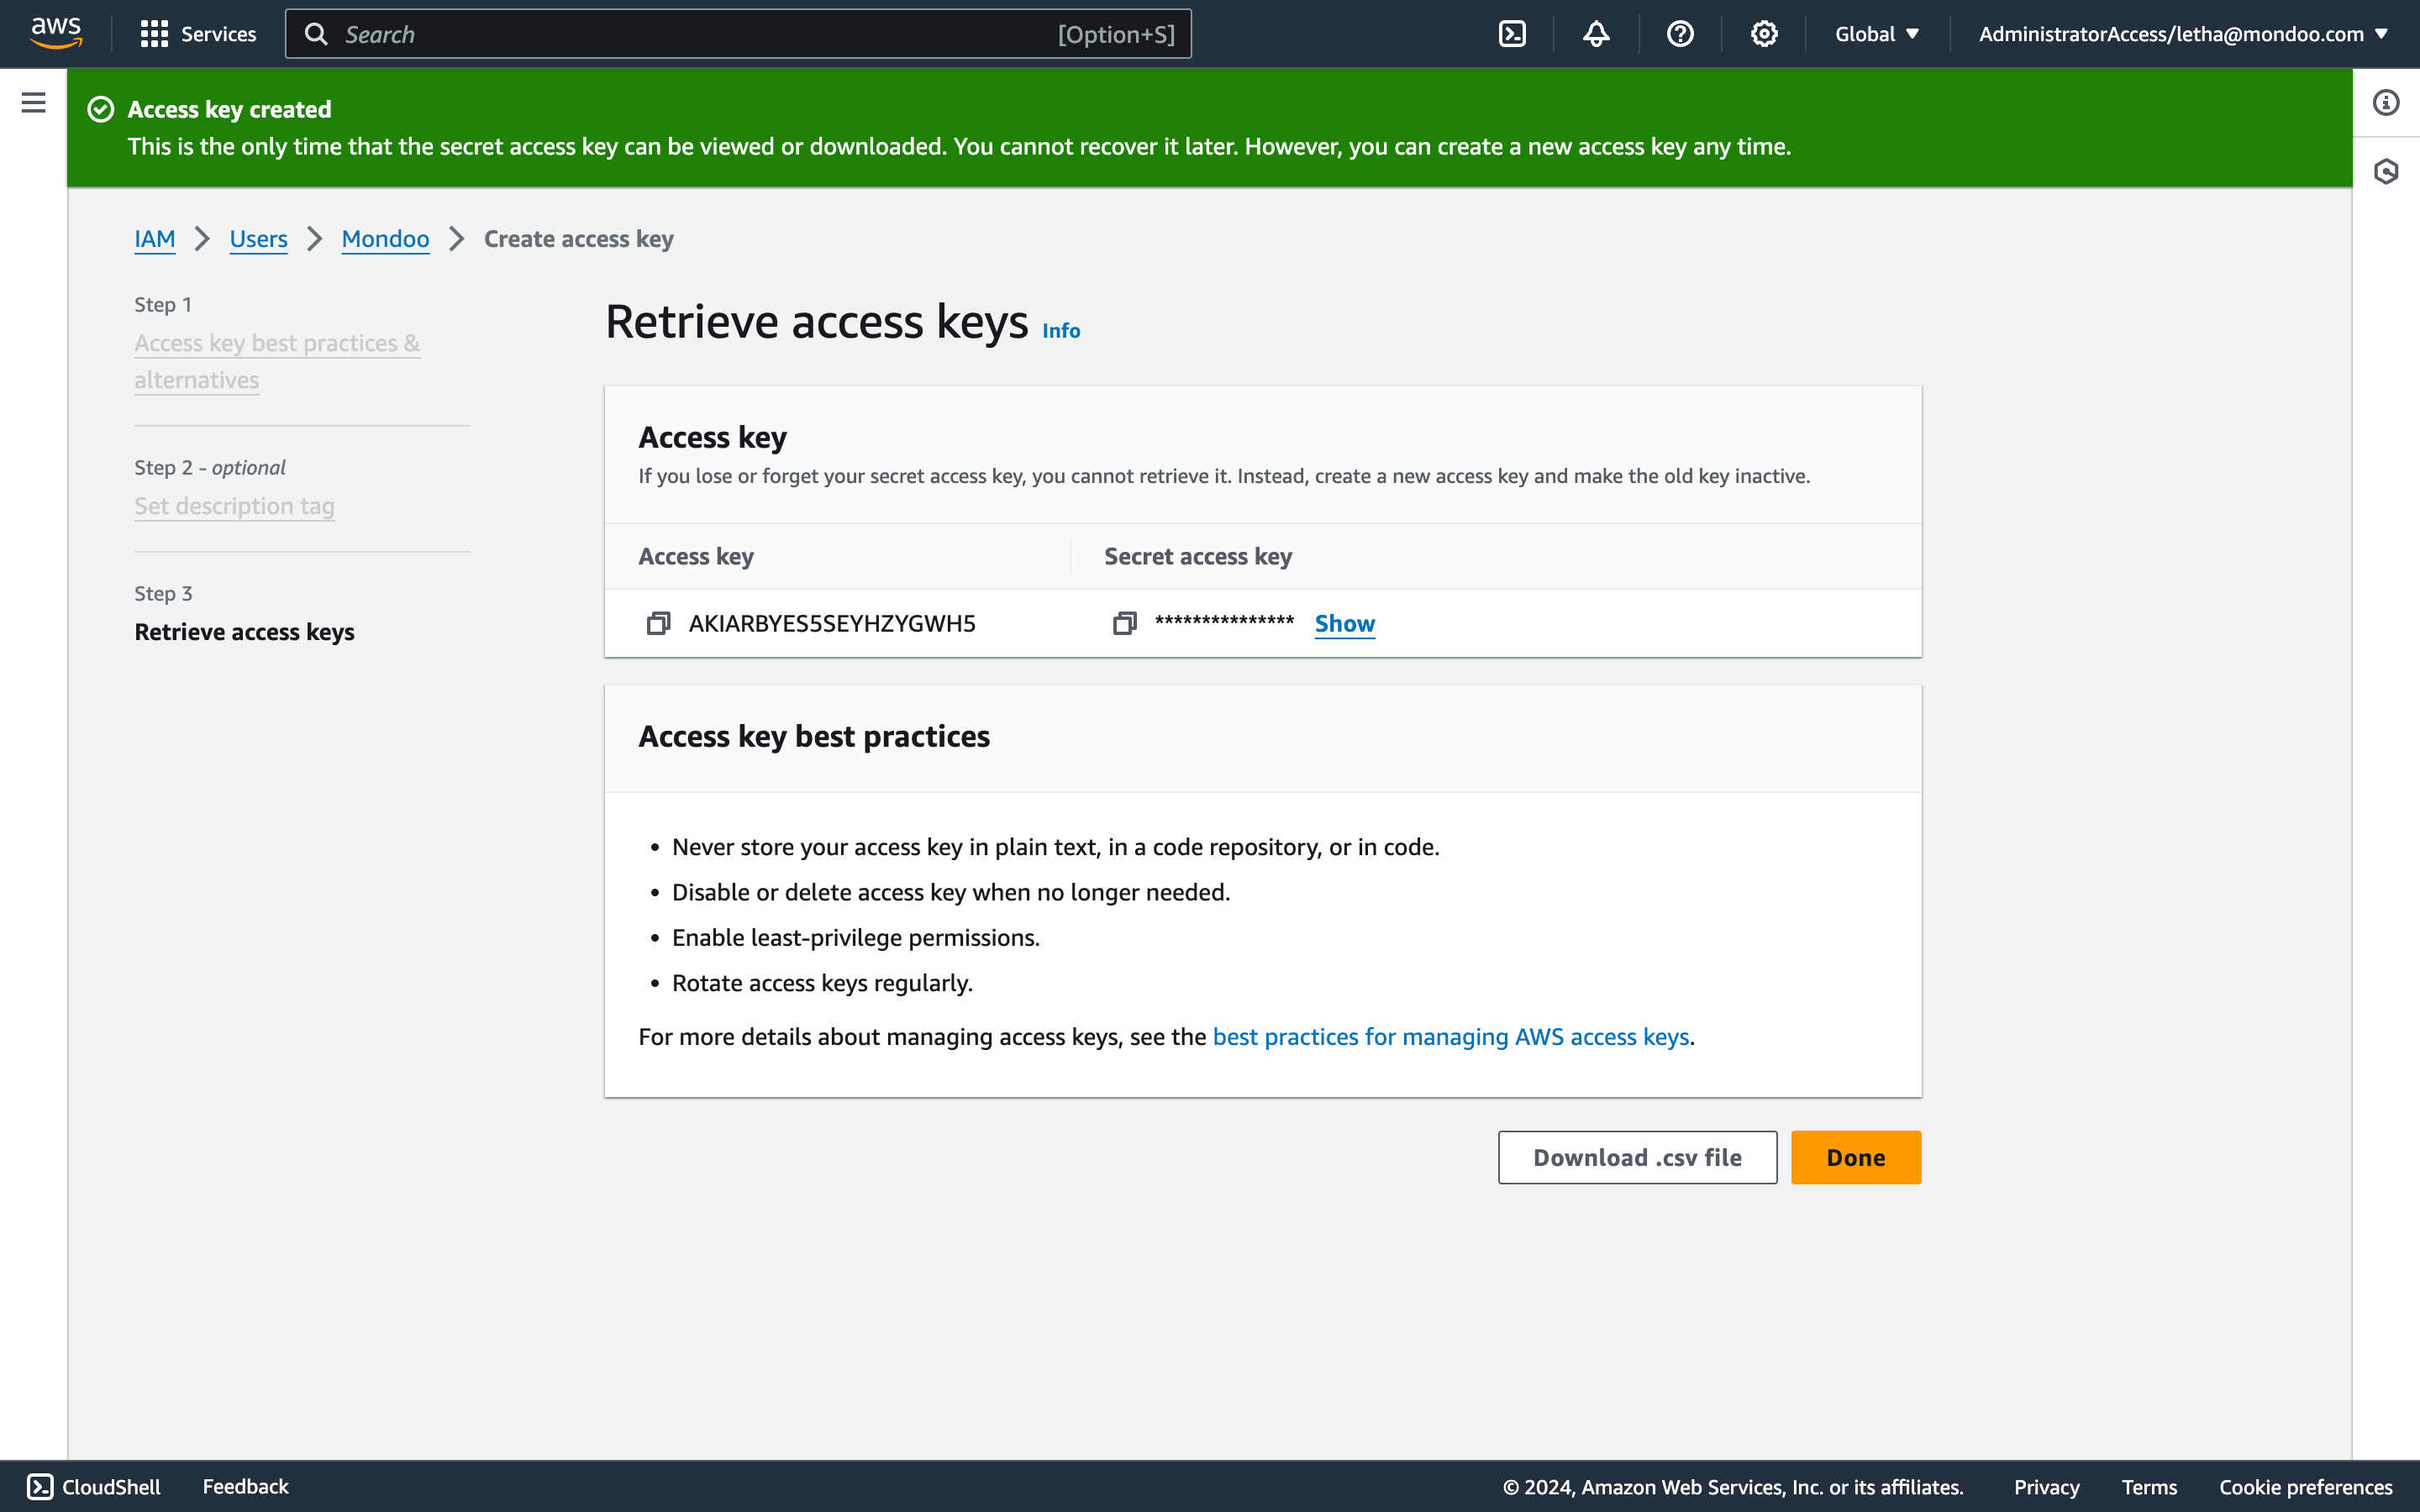 aws
Services
Search
[Option+S]
Global
AdministratorAccess/letha@mondoo.com
Access key created
This is the only time that the secret access key can be viewed or downloaded. You cannot recover it later. However, you can create a new access key any time.
IAM
Users
Mondoo
Create access key
Step 1
Access key best practices &
alternatives
Step 2 - optional
Set description tag
Step 3
Retrieve access keys
Retrieve access keys Info
Access key
If you lose or forget your secret access key, you cannot retrieve it. Instead, create a new access key and make the old key inactive.
Access key
Secret access key
AKIARBYES5SEYHZYGWH5
*************** Show
Access key best practices
• Never store your access key in plain text, in a code repository, or in code.
• Disable or delete access key when no longer needed.
• Enable least-privilege permissions.
• Rotate access keys regularly.
For more details about managing access keys, see the best practices for managing AWS access keys.
Download .csv file
Done
CloudShell
Feedback
© 2024, Amazon Web Services, Inc. or its affiliates.
Privacy
Terms
Cookie preferences